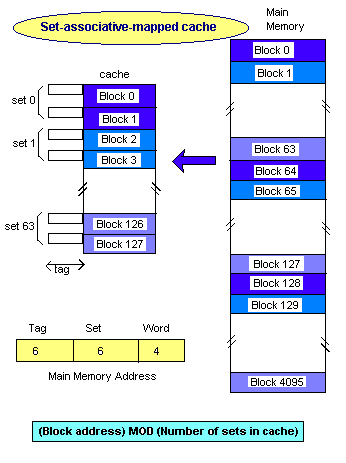 Set-associative-mapped cache
Main
Memory
cache
Block 0
Block 1
set 0
Block 0
Block 1
set 1
Block 2
Block 3
Block 63
Block 64
Block 65
set 63
Block 126
Block 127
tag
Block 127
Block 128
Block 129
Tag Set Word
6 6 4
Main Memory Address
Block 4095
(Block address) MOD (Number of sets in cache)